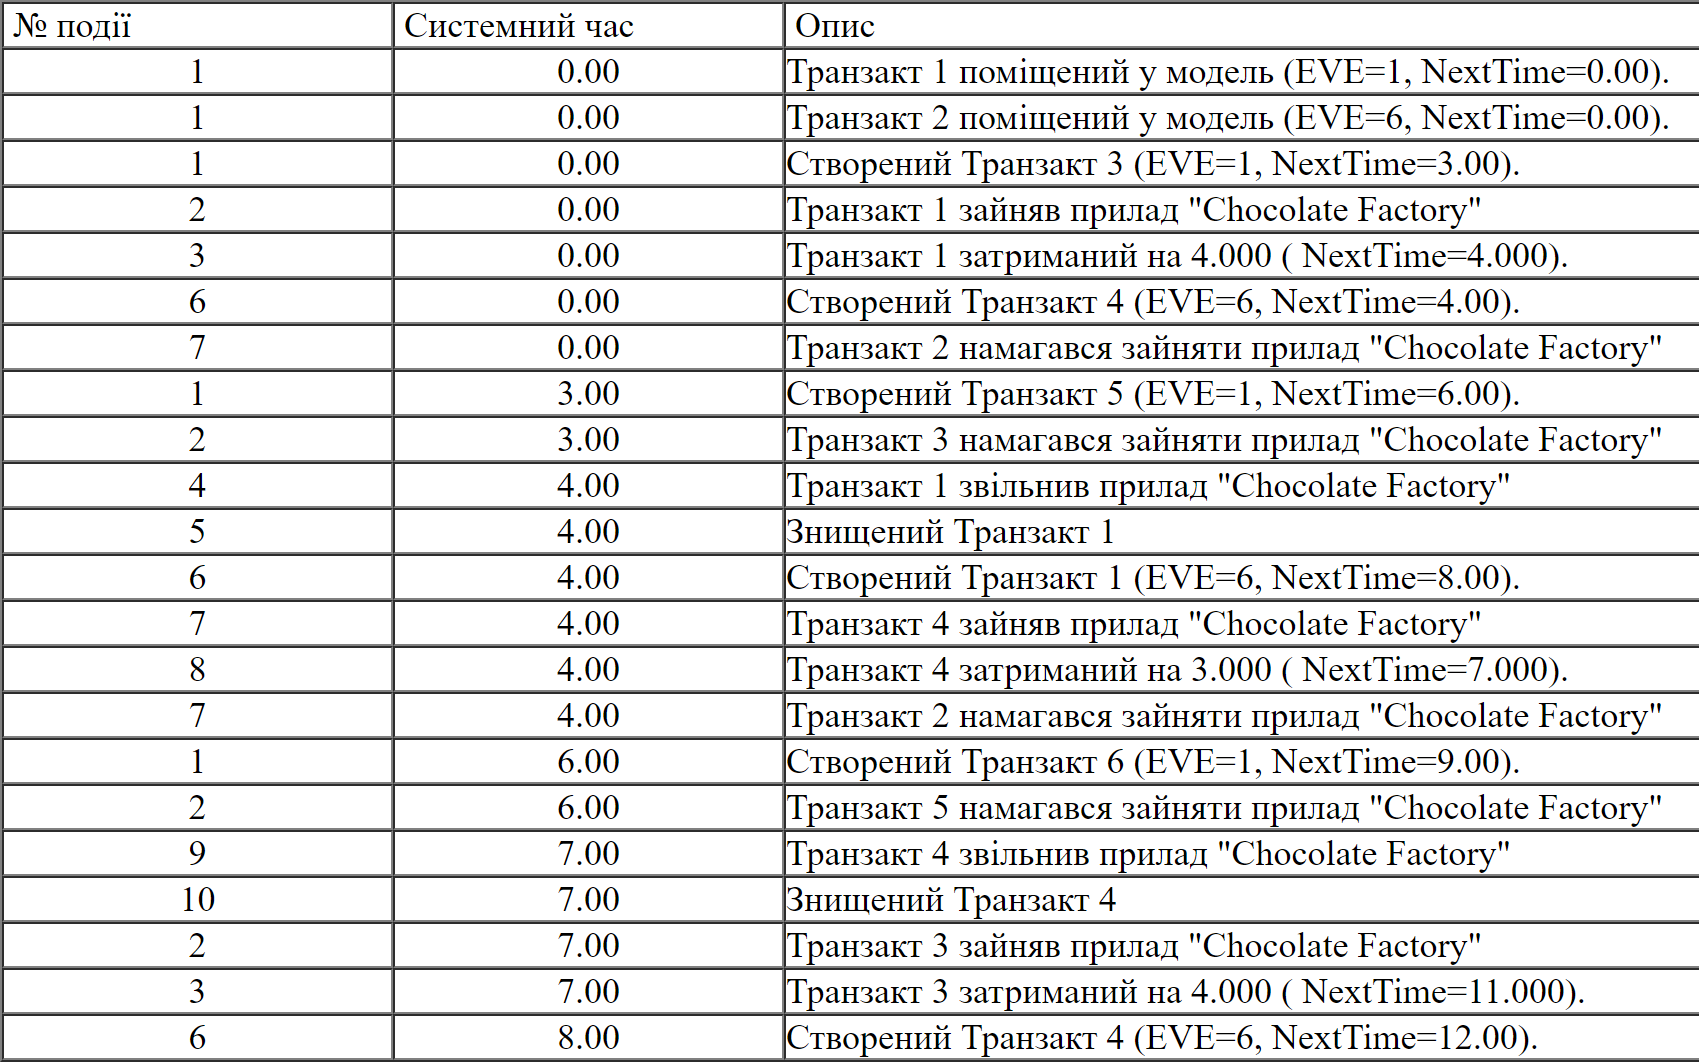 № події Системний час Опис
1 0.00 Транзакт 1 поміщений у модель (EVE=1, NextTime=0.00).
1 0.00 Транзакт 2 поміщений у модель (EVE=6, NextTime=0.00).
1 0.00 Створений Транзакт 3 (EVE=1, NextTime=3.00).
2 0.00 Транзакт 1 зайняв прилад "Chocolate Factory"
3 0.00 Транзакт 1 затриманий на 4.000 ( NextTime=4.000).
6 0.00 Створений Транзакт 4 (EVE=6, NextTime=4.00).
7 0.00 Транзакт 2 намагався зайняти прилад "Chocolate Factory"
1 3.00 Створений Транзакт 5 (EVE=1, NextTime=6.00).
2 3.00 Транзакт 3 намагався зайняти прилад "Chocolate Factory"
4 4.00 Транзакт 1 звільнив прилад "Chocolate Factory"
5 4.00 Знищений Транзакт 1
6 4.00 Створений Транзакт 1 (EVE=6, NextTime=8.00).
7 4.00 Транзакт 4 зайняв прилад "Chocolate Factory"
8 4.00 Транзакт 4 затриманий на 3.000 ( NextTime=7.000).
7 4.00 Транзакт 2 намагався зайняти прилад "Chocolate Factory"
1 6.00 Створений Транзакт 6 (EVE=1, NextTime=9.00).
2 6.00 Транзакт 5 намагався зайняти прилад "Chocolate Factory"
9 7.00 Транзакт 4 звільнив прилад "Chocolate Factory"
10 7.00 Знищений Транзакт 4
2 7.00 Транзакт 3 зайняв прилад "Chocolate Factory"
3 7.00 Транзакт 3 затриманий на 4.000 ( NextTime=11.000).
6 8.00 Створений Транзакт 4 (EVE=6, NextTime=12.00).